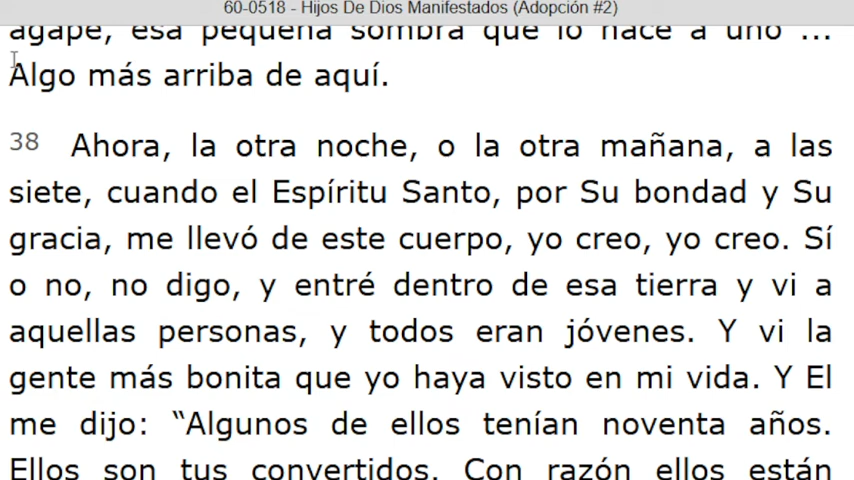 60-0518 - Hijos De Dios Manifestados (Adopción #2)
agape, esa pequeña sombra que lo hace a uno ...
Algo más arriba de aquí.
38 Ahora, la otra noche, o la otra mañana, a las
siete, cuando el Espíritu Santo, por Su bondad y Su
gracia, me llevó de este cuerpo, yo creo, yo creo. Sí
o no, no digo, y entré dentro de esa tierra y vi a
aquellas personas, y todos eran jóvenes. Y vi la
gente más bonita que yo haya visto en mi vida. Y El
me dijo: “Algunos de ellos tenían noventa años.
Ellos son tus convertidos. Con razón ellos están